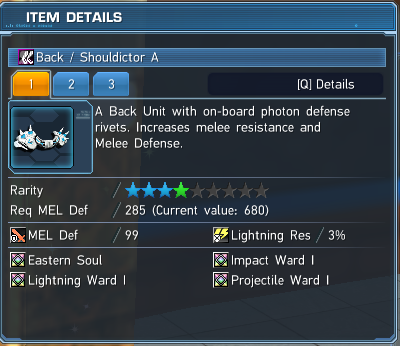 ITEM DETAILS
Back / Shouldictor A
1 2 3 [Q] Details
A Back Unit with on-board photon defense
rivets. Increases melee resistance and
Melee Defense.
Rarity / ★★★★★★★★★★
Req MEL Def / 285 (Current value: 680)
MEL Def / 99 Lightning Res / 3%
Eastern Soul Impact Ward I
Lightning Ward I Projectile Ward I